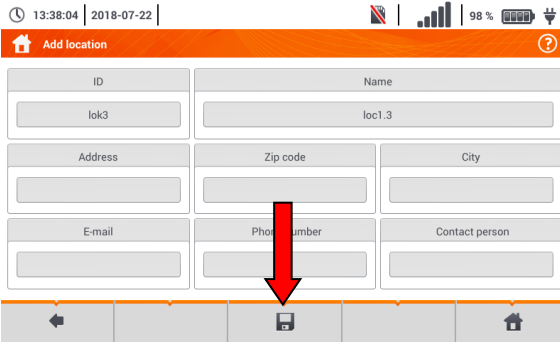 13:38:04 2018-07-22 98 %
Add location ?
ID Name
lok3 loc1.3
Address Zip code City
E-mail Phone number Contact person